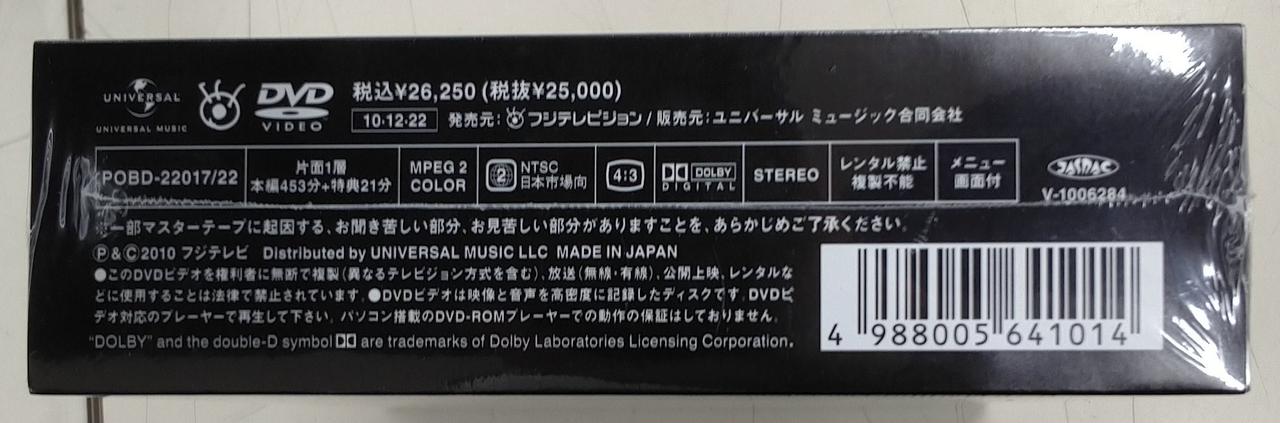 UNIVERSAL
UNIVERSAL MUSIC
DVD
VIDEO
税込¥26,250 (税抜¥25,000)
10・12・22 発売元：フジテレビジョン / 販売元：ユニバーサル ミュージック合同会社
POBD-22017/22
片面1層
本編453分+特典21分
MPEG 2
COLOR
2
NTSC
日本市場向
4:3
DOLBY
DIGITAL
STEREO
レンタル禁止
複製不能
メニュー
画面付
JASRAC
V-1006284
※一部マスターテープに起因する、お聞き苦しい部分、お見苦しい部分がありますことを、あらかじめご了承ください。
Ⓟ&Ⓒ2010 フジテレビ Distributed by UNIVERSAL MUSIC LLC MADE IN JAPAN
●このDVDビデオを権利者に無断で複製(異なるテレビジョン方式を含む)、放送(無線・有線)、公開上映、レンタルな
どに使用することは法律で禁止されています。●DVDビデオは映像と音声を高密度に記録したディスクです。DVDビ
デオ対応のプレーヤーで再生して下さい。パソコン搭載のDVD-ROMプレーヤーでの動作の保証はしておりません。
"DOLBY" and the double-D symbol are trademarks of Dolby Laboratories Licensing Corporation.
4 988005 641014